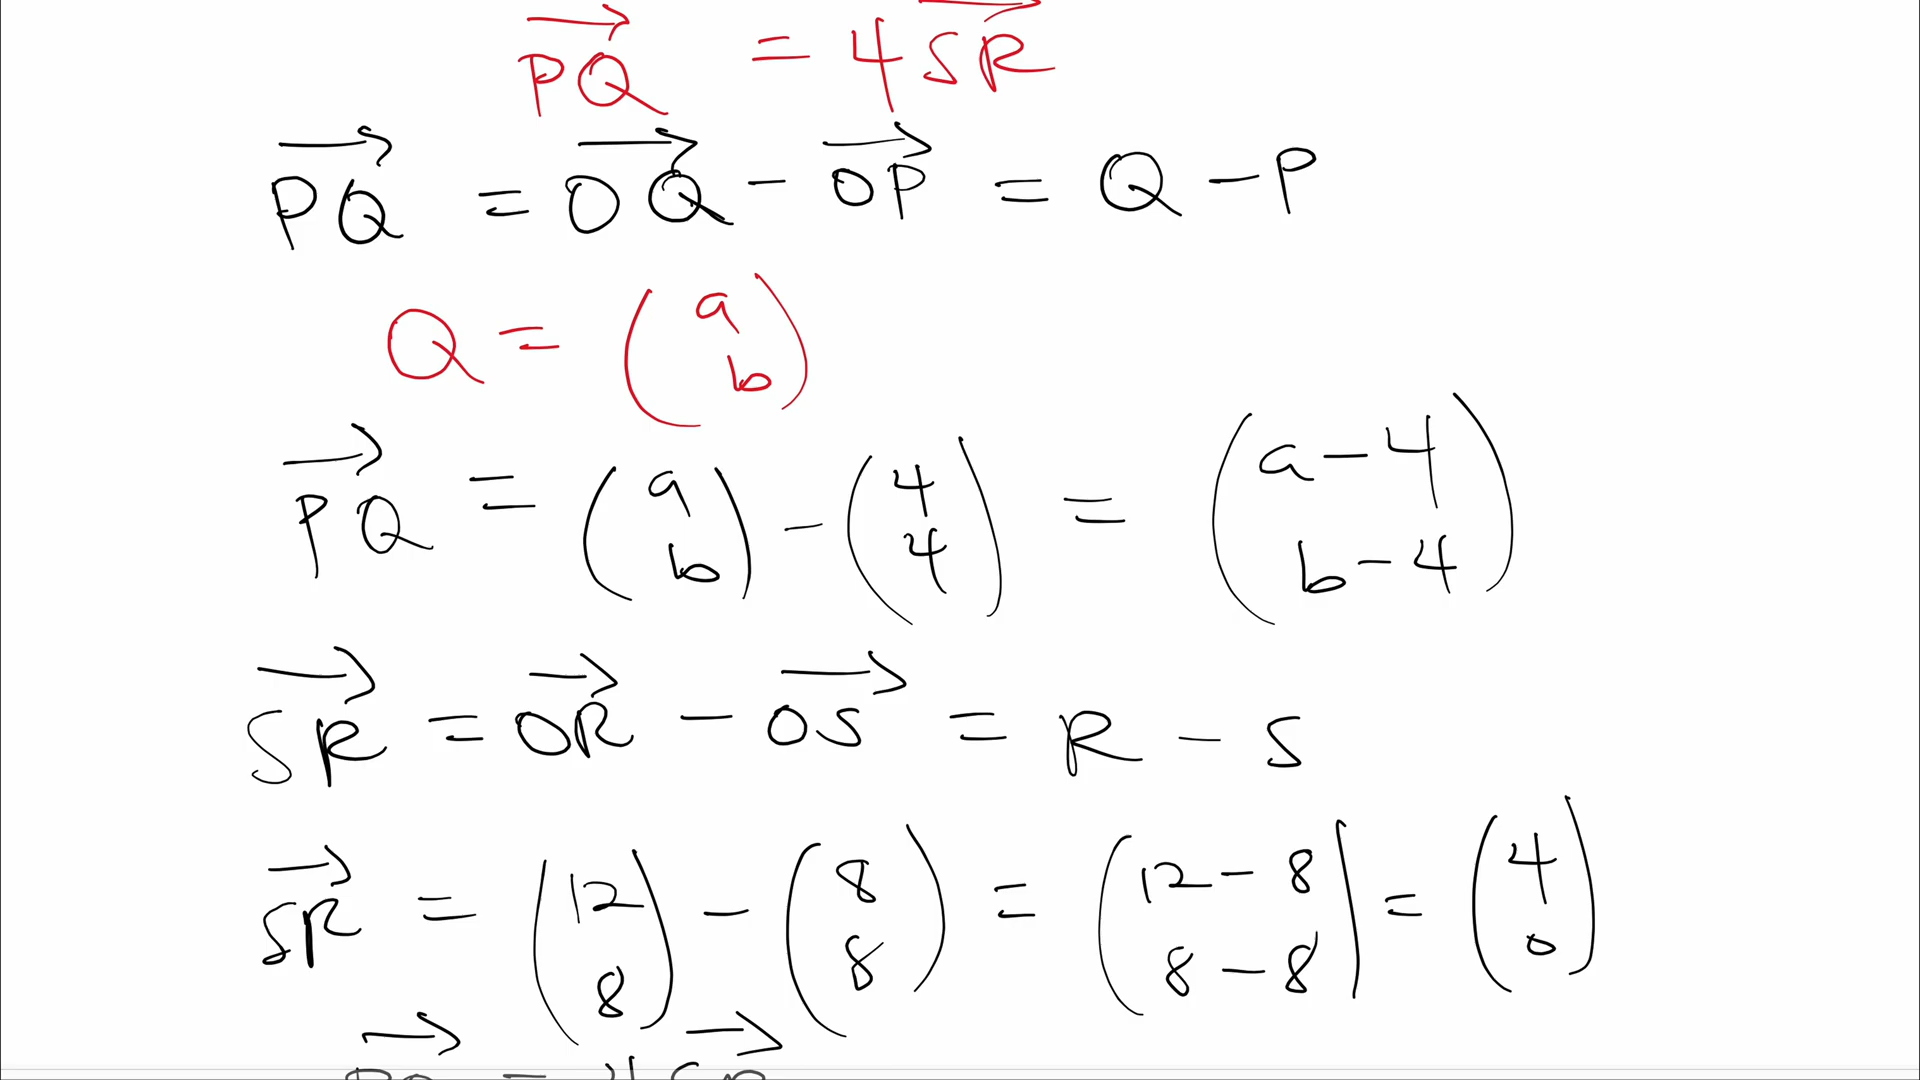 PQ = 4SR
PQ = OQ - OP = Q - P
Q = (a b)
PQ = (a b) - (4 4) = (a-4 b-4)
SR = OR - OS = R - S
SR = (12 8) - (8 8) = (12-8 8-8) = (4 0)